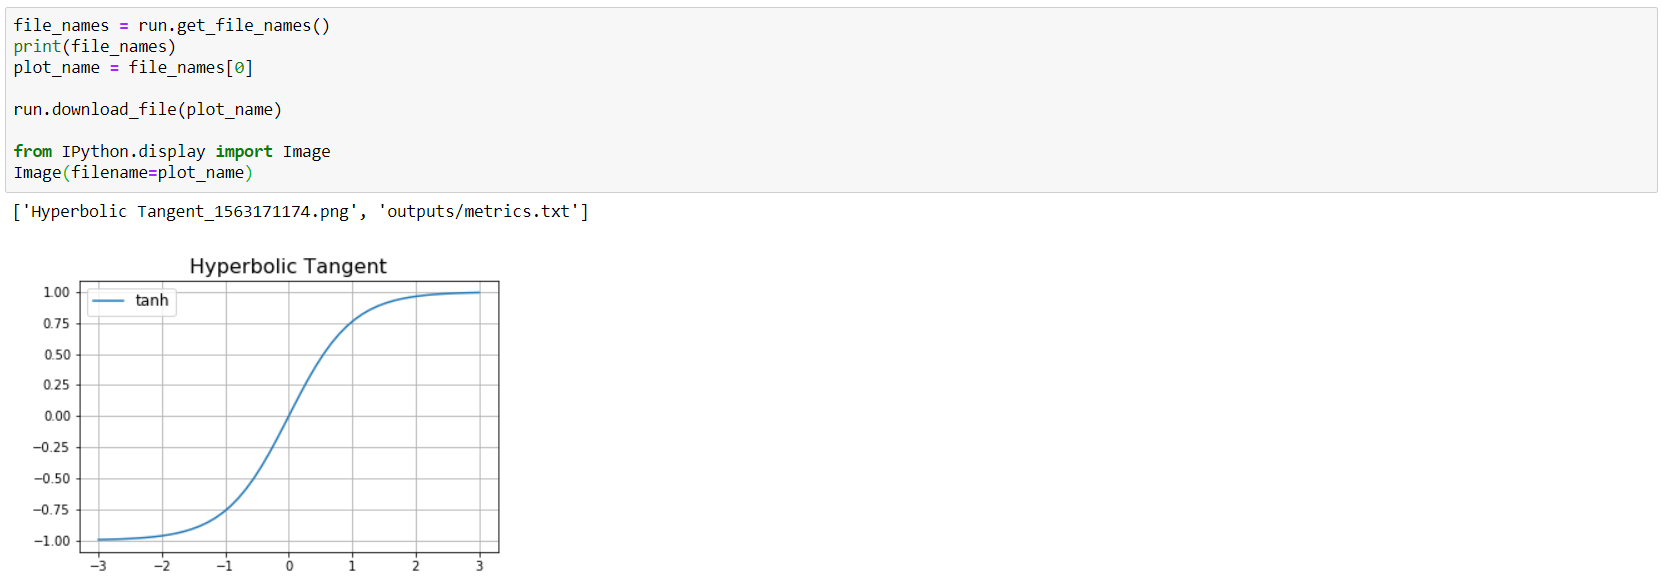 file_names = run.get_file_names()
print(file_names)
plot_name = file_names[0]
run.download_file(plot_name)
from IPython.display import Image
Image(filename=plot_name)
['Hyperbolic Tangent_1563171174.png', 'outputs/metrics.txt']
Hyperbolic Tangent
tanh
1.00
0.75
0.50
0.25
0.00
−0.25
−0.50
−0.75
−1.00
−3 −2 −1 0 1 2 3